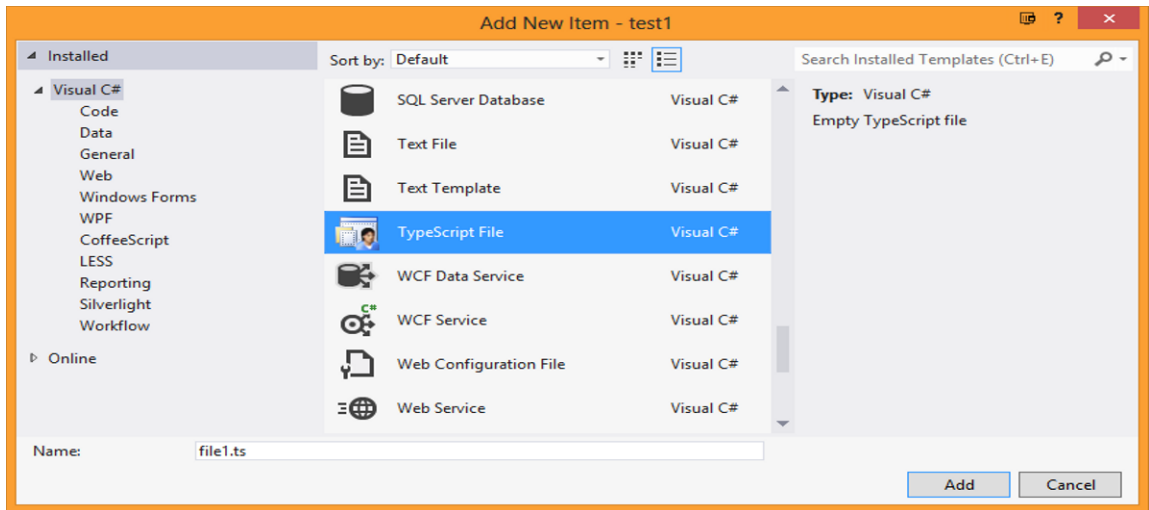 Add New Item - test1
?
Installed
Sort by: Default
Search Installed Templates (Ctrl+E)
Visual C#
Code
Data
General
Web
Windows Forms
WPF
CoffeeScript
LESS
Reporting
Silverlight
Workflow
Online
SQL Server Database Visual C#
Text File Visual C#
Text Template Visual C#
TypeScript File Visual C#
WCF Data Service Visual C#
C#
WCF Service Visual C#
Web Configuration File Visual C#
Web Service Visual C#
Type: Visual C#
Empty TypeScript file
Name: file1.ts
Add Cancel